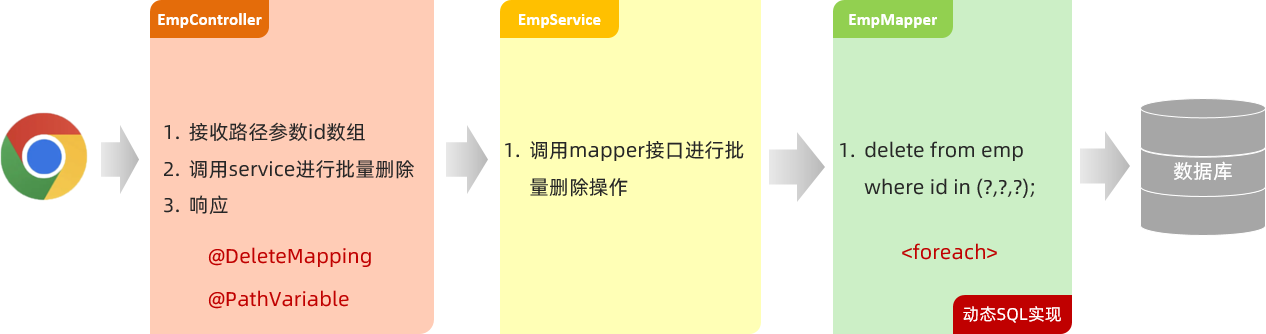 EmpController
1. 接收路径参数id数组
2. 调用service进行批量删除
3. 响应
@DeleteMapping
@PathVariable
EmpService
1. 调用mapper接口进行批
量删除操作
EmpMapper
1. delete from emp
where id in (?,?,?);
<foreach>
动态SQL实现
数据库